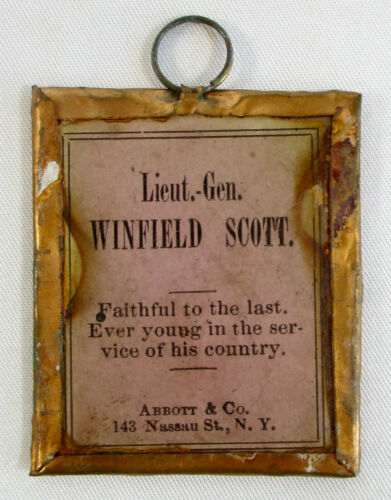 Lieut.-Gen.
WINFIELD SCOTT.
Faithful to the last.
Ever young in the ser-
vice of his country.
ABBOTT & Co.
143 Nassau St., N. Y.